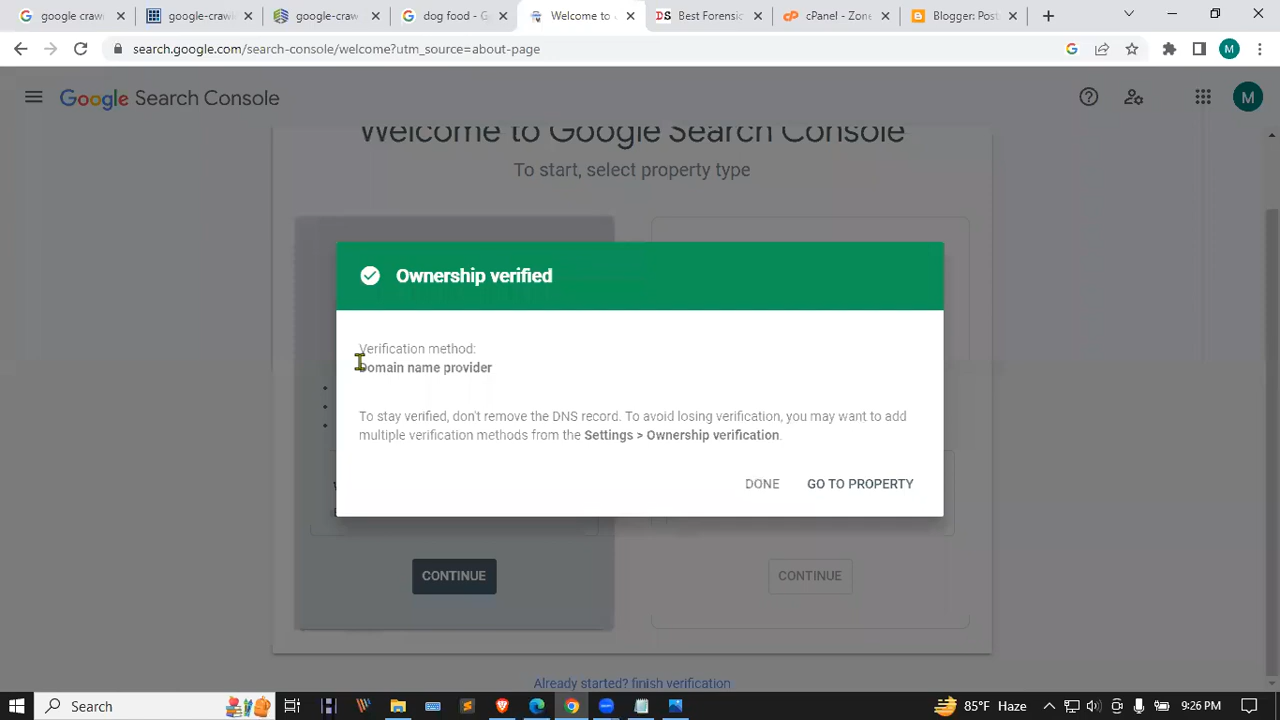 google craw
google-crawl
google-craw
dog food - G
Welcome to
Best Forensic
cPanel - Zone
Bloggen Post
search.google.com/search-console/welcome?utm_source=about-page
M
Google Search Console
M
Welcome to Google Search Console
To start, select property type
Ownership verified
Verification method:
Domain name provider
To stay verified, don't remove the DNS record. To avoid losing verification, you may want to add
multiple verification methods from the Settings > Ownership verification.
DONE GO TO PROPERTY
CONTINUE CONTINUE
Already started? finish verification
Search
85°F Haze
9:26 PM